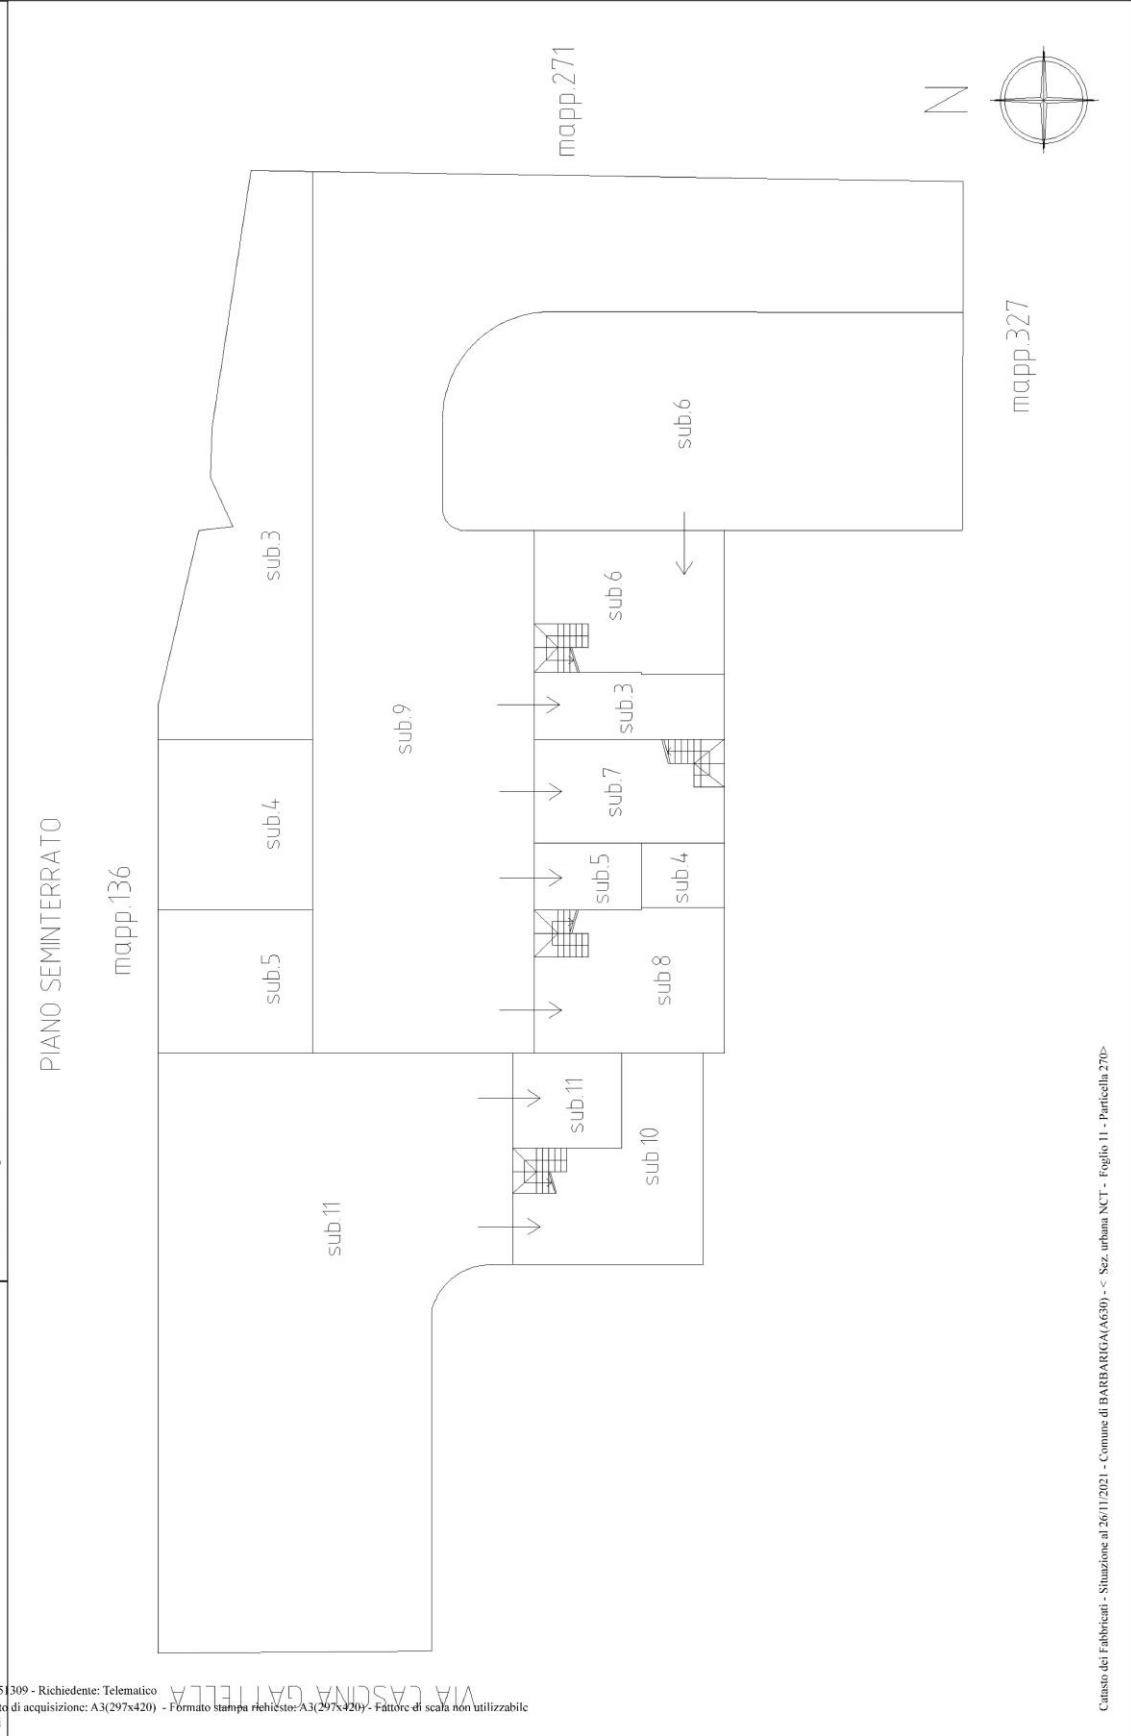 PIANO SEMINTERRATO
mapp.136
mapp.271
N
mapp.327
sub.3
sub.4
sub.5
sub.9
sub.6
sub.6
sub.3
sub.7
sub.5
sub.4
sub.8
sub.11
sub.11
sub 10
VIA CASCINA GATTELLA
51309 - Richiedente: Telematico
to di acquisizione: A3(297x420) - Formato stampa richiesto: A3(297x420) - Fattore di scala non utilizzabile
Catasto dei Fabbricati - Situazione al 26/11/2021 - Comune di BARBARIGA(A630) - < Sez. urbana NCT - Foglio 11 - Particella 270>